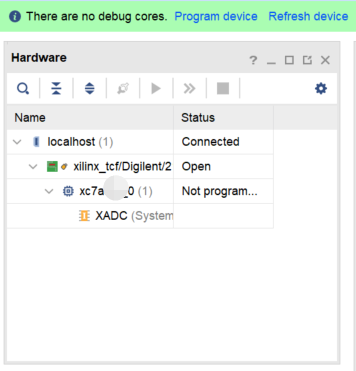 There are no debug cores. Program device Refresh device
Hardware
Name Status
localhost (1) Connected
xilinx_tcf/Digilent/2 Open
xc7a _0 (1) Not program...
XADC (System